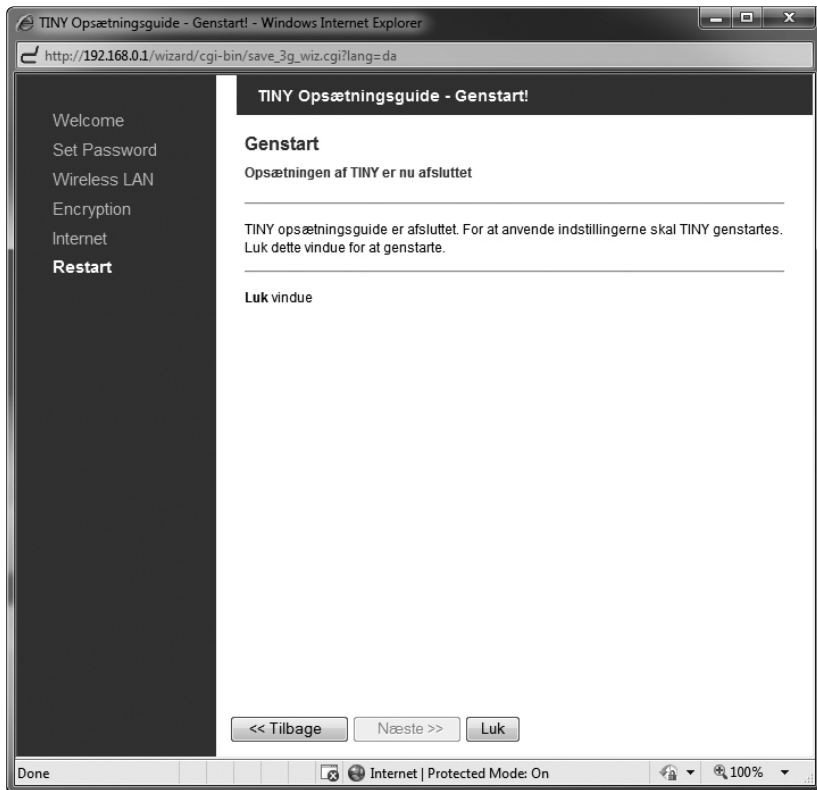 TINY Opsætningsguide - Genstart! - Windows Internet Explorer
http://192.168.0.1/wizard/cgi-bin/save_3g_wiz.cgi?lang=da
TINY Opsætningsguide - Genstart!
Welcome
Set Password
Wireless LAN
Encryption
Internet
Restart
Genstart
Opsætningen af TINY er nu afsluttet
TINY opsætningsguide er afsluttet. For at anvende indstillingerne skal TINY genstartes.
Luk dette vindue for at genstarte.
Luk vindue
<< Tilbage
Næste >>
Luk
Done
Internet | Protected Mode: On
100%